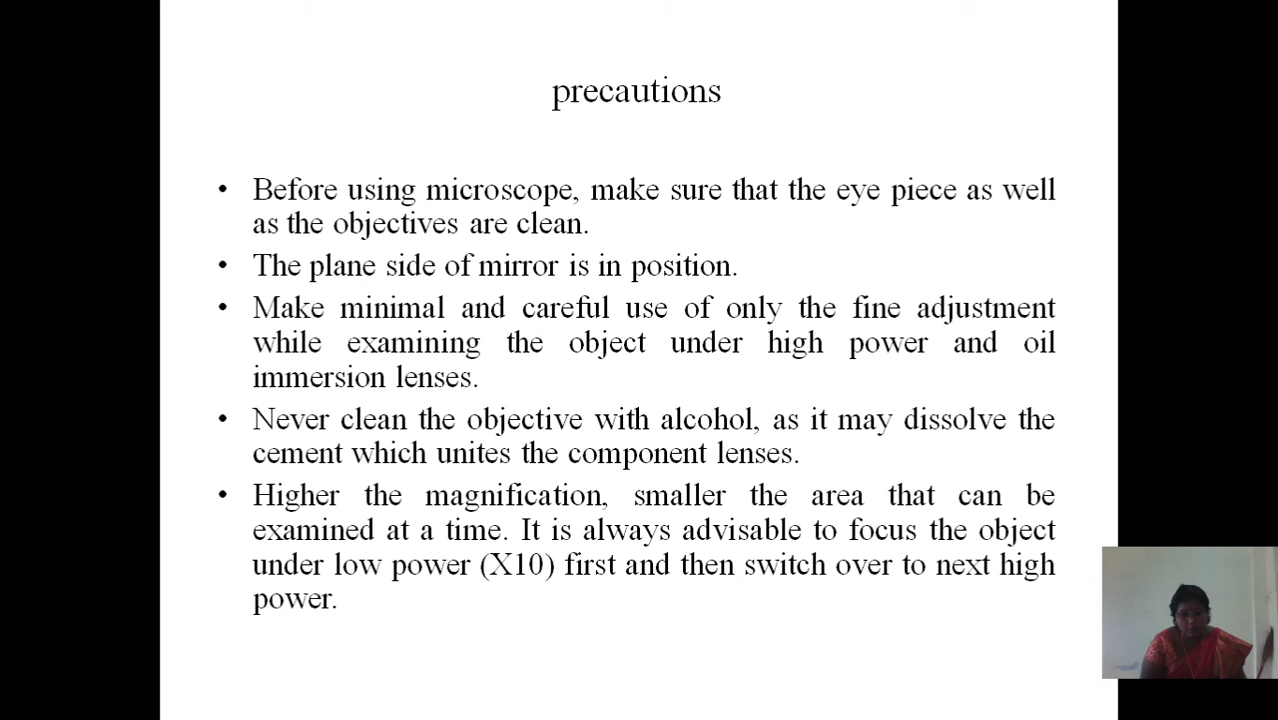 precautions
• Before using microscope, make sure that the eye piece as well
as the objectives are clean.
• The plane side of mirror is in position.
• Make minimal and careful use of only the fine adjustment
while examining the object under high power and oil
immersion lenses.
• Never clean the objective with alcohol, as it may dissolve the
cement which unites the component lenses.
• Higher the magnification, smaller the area that can be
examined at a time. It is always advisable to focus the object
under low power (X10) first and then switch over to next high
power.